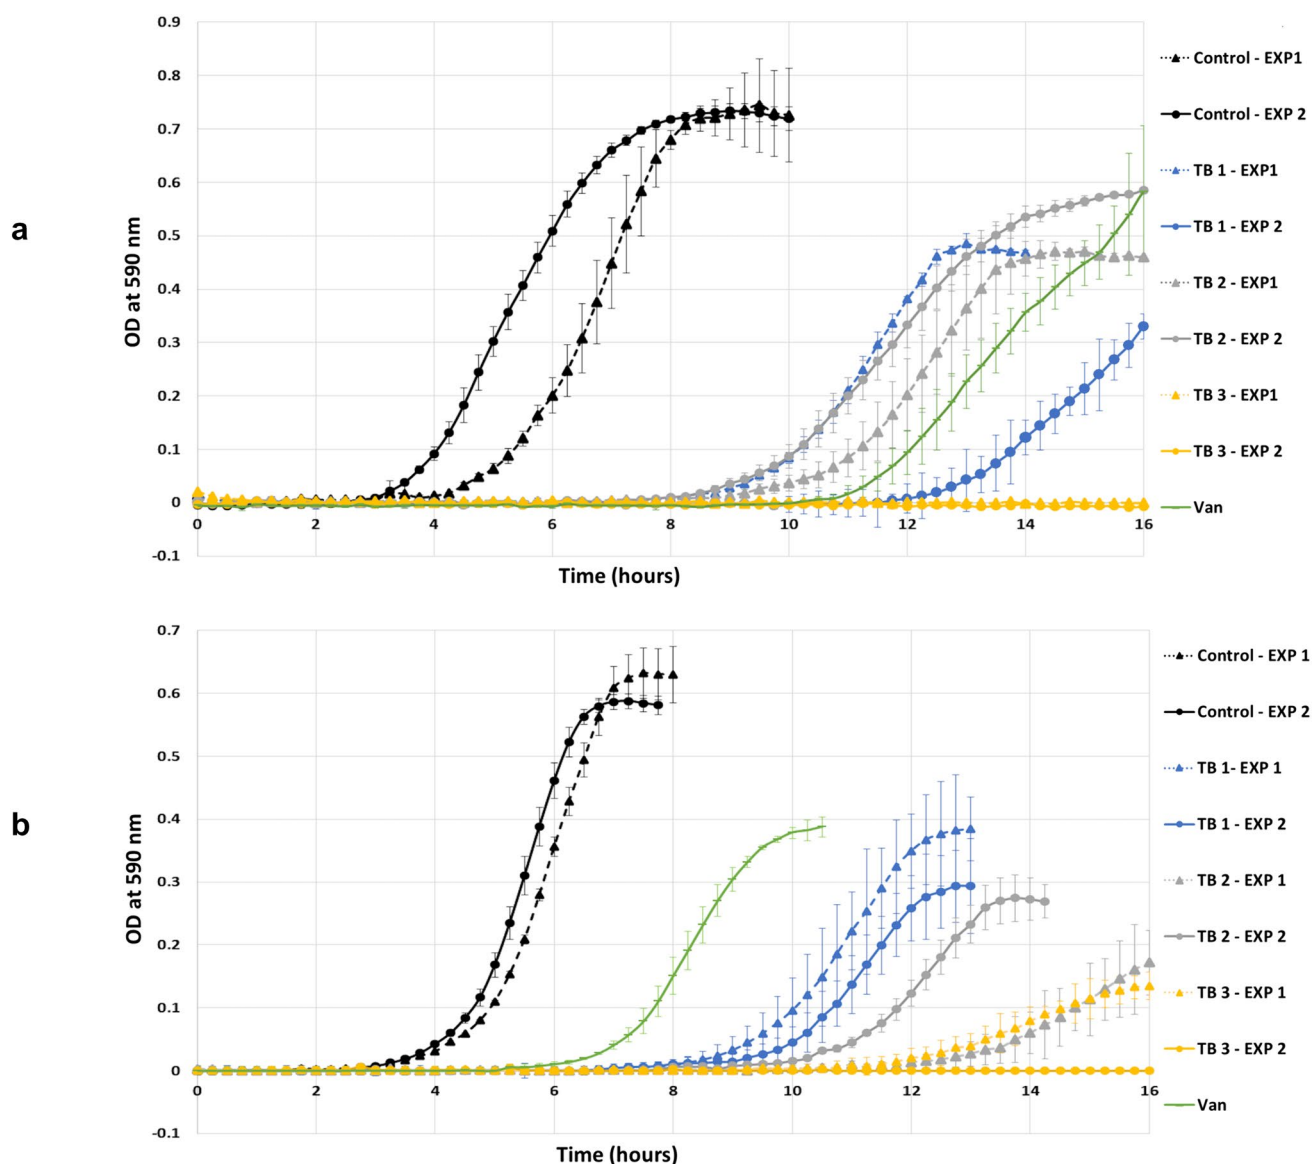 a
0.9
0.8
0.7
0.6
0.5
0.4
0.3
0.2
0.1
0
-0.1
OD at 590 nm
0 2 4 6 8 10 12 14 16
Time (hours)
Control - EXP1
Control - EXP 2
TB 1 - EXP1
TB 1 - EXP 2
TB 2 - EXP1
TB 2 - EXP 2
TB 3 - EXP1
TB 3 - EXP 2
Van
b
0.7
0.6
0.5
0.4
0.3
0.2
0.1
0
-0.1
OD at 590 nm
0 2 4 6 8 10 12 14 16
Time (hours)
Control - EXP 1
Control - EXP 2
TB 1- EXP 1
TB 1 - EXP 2
TB 2 - EXP 1
TB 2 - EXP 2
TB 3 - EXP 1
TB 3 - EXP 2
Van